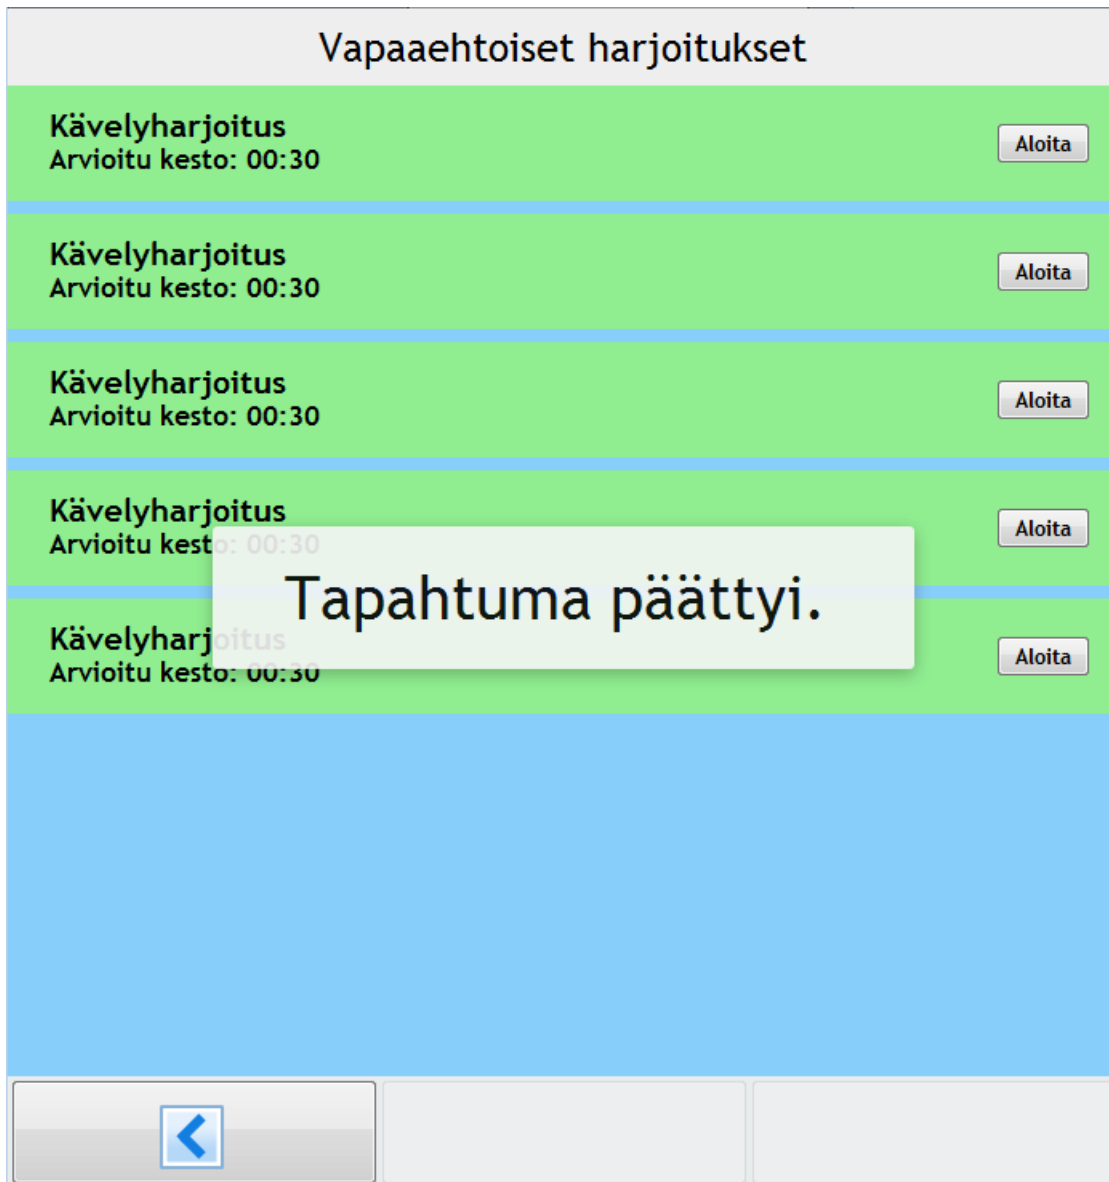 Vapaaehtoiset harjoitukset
Kävelyharjoitus
Arvioitu kesto: 00:30
Aloita
Kävelyharjoitus
Arvioitu kesto: 00:30
Aloita
Kävelyharjoitus
Arvioitu kesto: 00:30
Aloita
Kävelyharjoitus
Arvioitu kesto: 00:30
Aloita
Tapahtuma päättyi.
Kävelyharjoitus
Arvioitu kesto: 00:30
Aloita